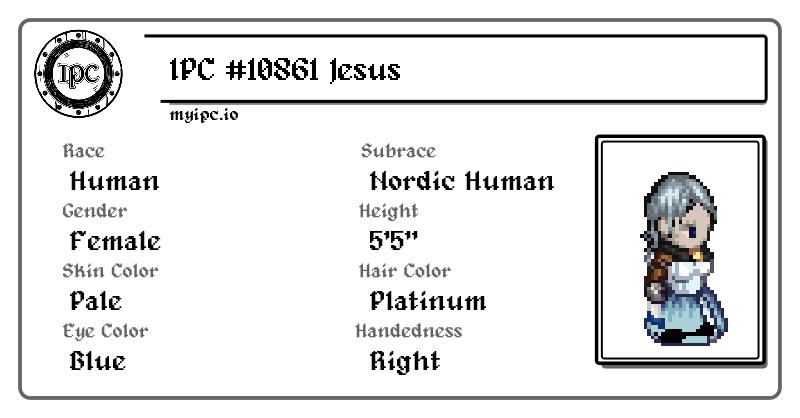 IPC
IPC #10861 Jesus
myipc.io
Race
Human
Subrace
Nordic Human
Gender
Female
Height
5'5"
Skin Color
Pale
Hair Color
Platinum
Eye Color
Blue
Handedness
Right